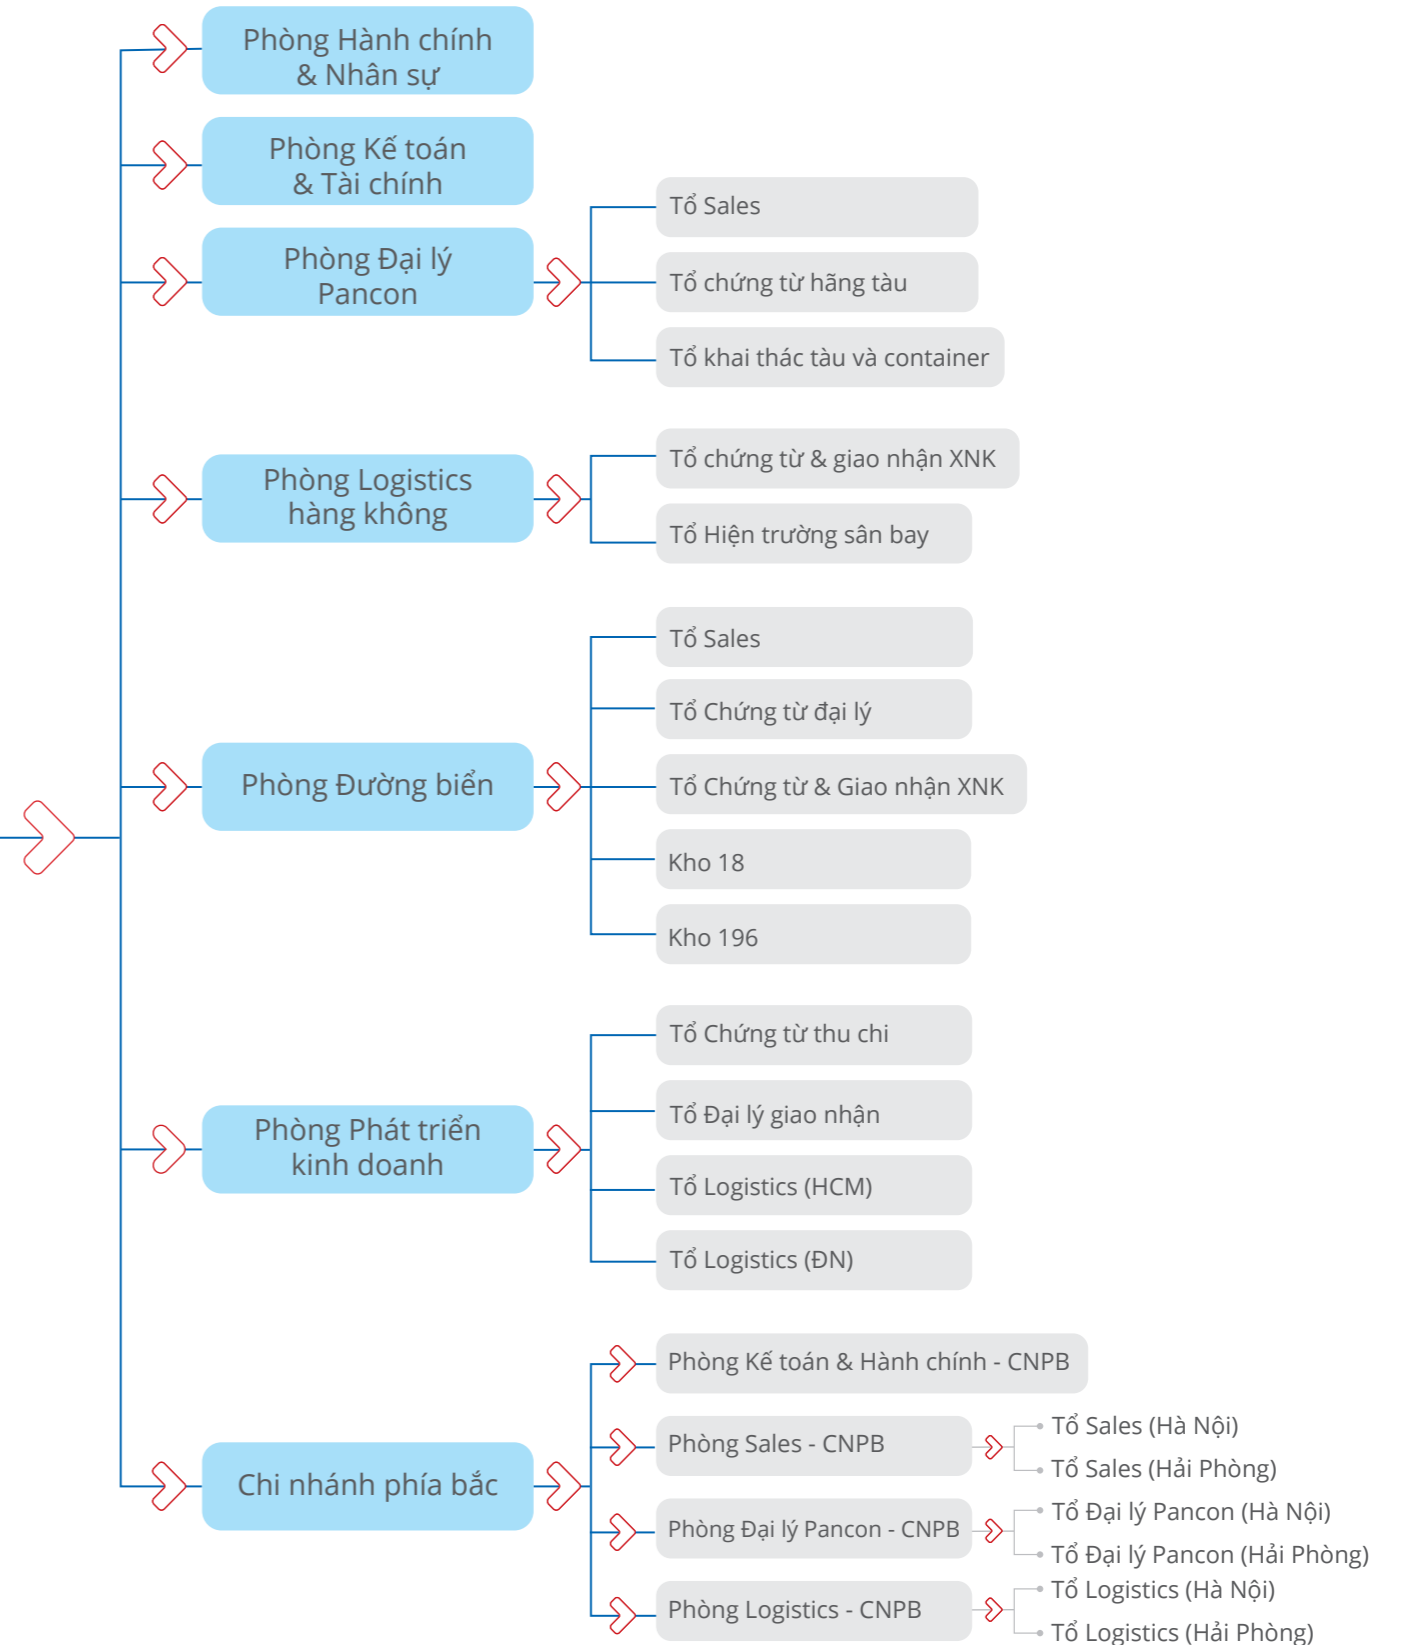 Phòng Hành chính
& Nhân sự
Phòng Kế toán
& Tài chính
Phòng Đại lý
Pancon
Tổ Sales
Tổ chứng từ hãng tàu
Tổ khai thác tàu và container
Phòng Logistics
hàng không
Tổ chứng từ & giao nhận XNK
Tổ Hiện trường sân bay
Phòng Đường biển
Tổ Sales
Tổ Chứng từ đại lý
Tổ Chứng từ & Giao nhận XNK
Kho 18
Kho 196
Phòng Phát triển
kinh doanh
Tổ Chứng từ thu chi
Tổ Đại lý giao nhận
Tổ Logistics (HCM)
Tổ Logistics (ĐN)
Chi nhánh phía bắc
Phòng Kế toán & Hành chính - CNPB
Phòng Sales - CNPB
Tổ Sales (Hà Nội)
Tổ Sales (Hải Phòng)
Phòng Đại lý Pancon - CNPB
Tổ Đại lý Pancon (Hà Nội)
Tổ Đại lý Pancon (Hải Phòng)
Phòng Logistics - CNPB
Tổ Logistics (Hà Nội)
Tổ Logistics (Hải Phòng)